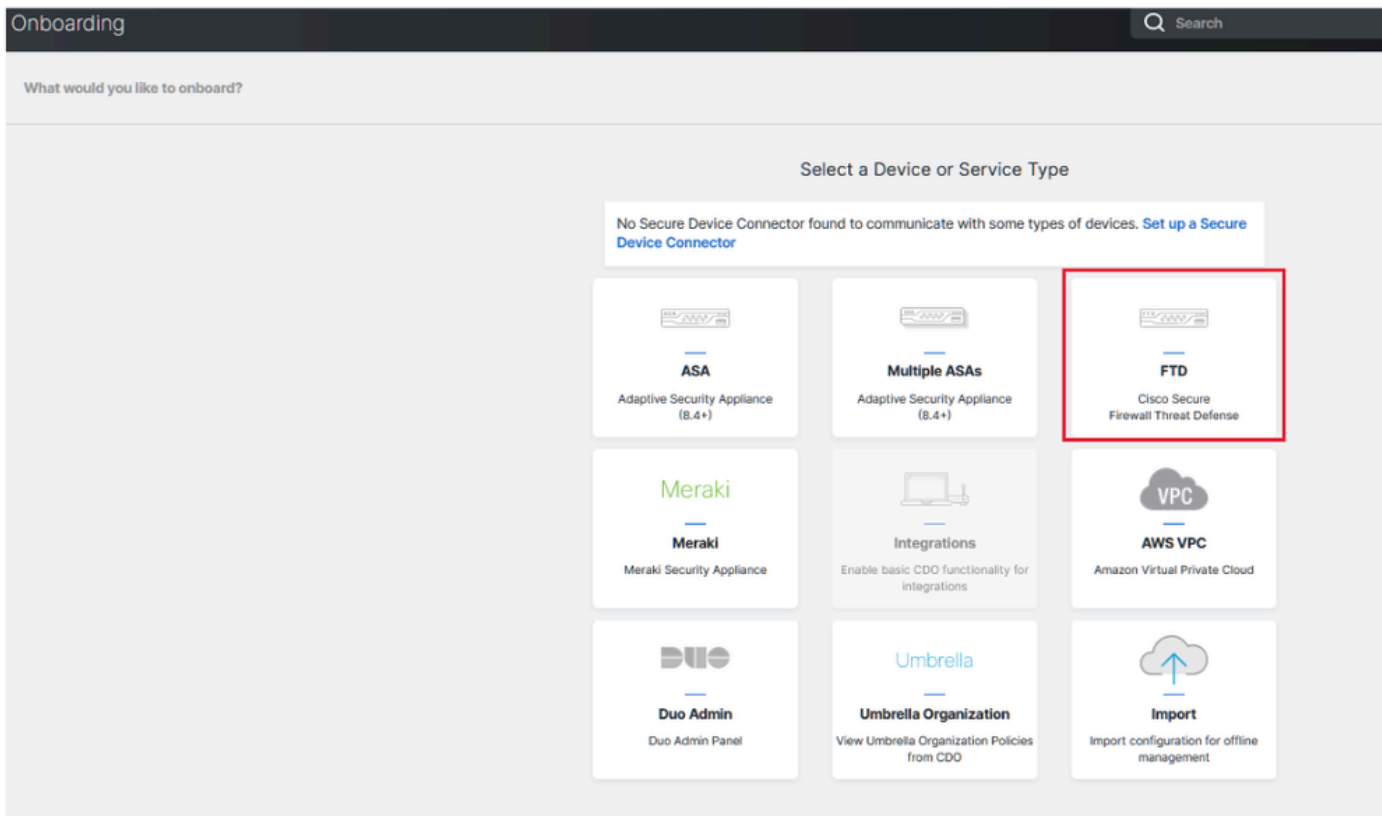 Onboarding
Search
What would you like to onboard?
Select a Device or Service Type
No Secure Device Connector found to communicate with some types of devices. Set up a Secure
Device Connector
ASA
Adaptive Security Appliance
(8.4+)
Multiple ASAs
Adaptive Security Appliance
(8.4+)
FTD
Cisco Secure
Firewall Threat Defense
Meraki
Meraki
Meraki Security Appliance
Integrations
Enable basic CDO functionality for
integrations
VPC
AWS VPC
Amazon Virtual Private Cloud
DUO
Duo Admin
Duo Admin Panel
Umbrella
Umbrella Organization
View Umbrella Organization Policies
from CDO
Import
Import configuration for offline
management